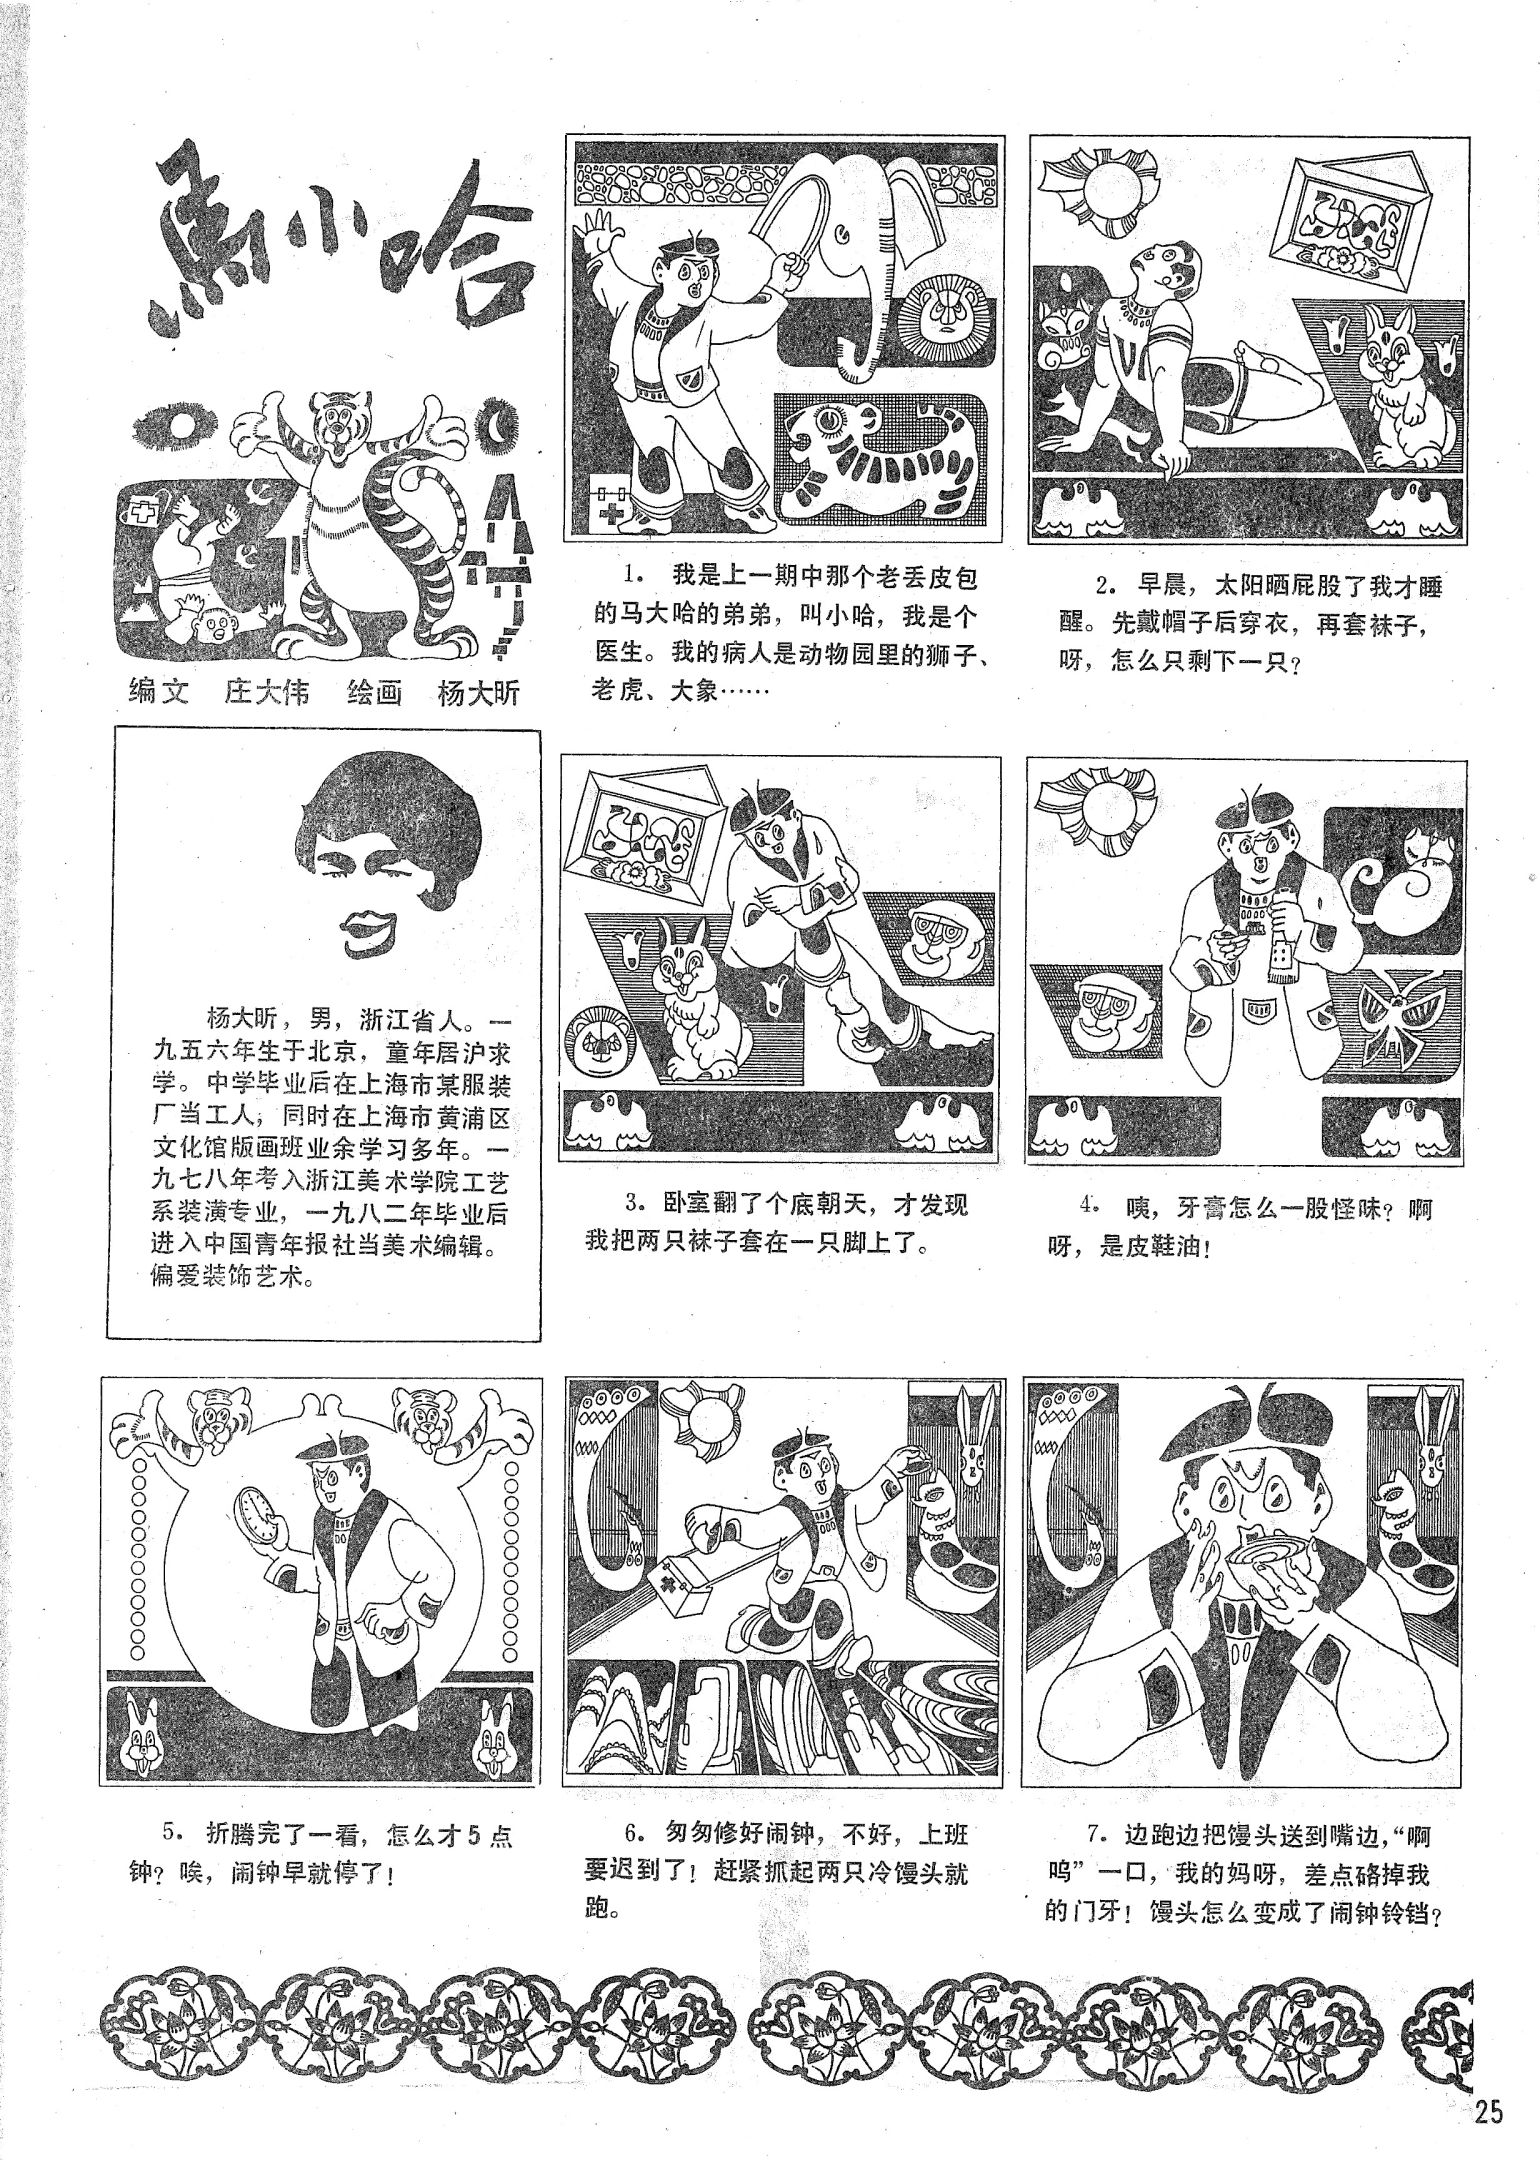 馬小哈
编文 庄大伟 绘画 杨大昕
1. 我是上一期中那个老丢皮包
的马大哈的弟弟，叫小哈，我是个
医生。我的病人是动物园里的狮子、
老虎、大象……
2. 早晨，太阳晒屁股了我才睡
醒。先戴帽子后穿衣，再套袜子，
呀，怎么只剩下一只？
杨大昕，男，浙江省人。一
九五六年生于北京，童年居沪求
学。中学毕业后在上海市某服装
厂当工人，同时在上海市黄浦区
文化馆版画班业余学习多年。一
九七八年考入浙江美术学院工艺
系装潢专业，一九八二年毕业后
进入中国青年报社当美术编辑。
偏爱装饰艺术。
3. 卧室翻了个底朝天，才发现
我把两只袜子套在一只脚上了。
4. 咦，牙膏怎么一股怪味？啊
呀，是皮鞋油！
5. 折腾完了一看，怎么才5点
钟？唉，闹钟早就停了！
6. 匆匆修好闹钟，不好，上班
要迟到了！赶紧抓起两只冷馒头就
跑。
7. 边跑边把馒头送到嘴边，“啊
呜”一口，我的妈呀，差点硌掉我
的门牙！馒头怎么变成了闹钟铃铛？
25